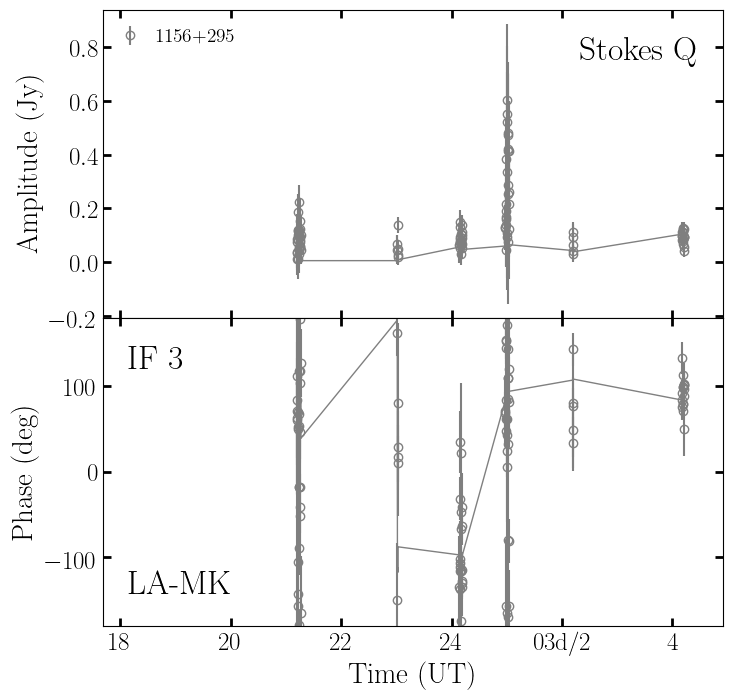 1156+295
Stokes Q
0.8
0.6
0.4
0.2
0.0
−0.2
Amplitude (Jy)
IF 3
LA-MK
100
0
−100
Phase (deg)
18 20 22 24 03d/2 4
Time (UT)